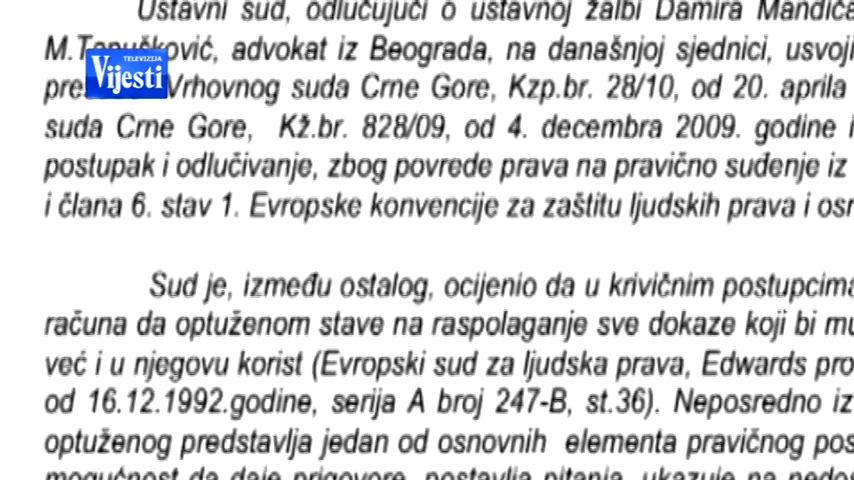 Ustavni sud, odlučujući o ustavnoj žalbi Damira Mandića
M.Topučković, advokat iz Beograda, na današnjoj sjednici, usvoji
TELEVIZIJA
Vijesti
Vrhovnog suda Crne Gore, Kzp.br. 28/10, od 20. aprila
suda Crne Gore, Kž.br. 828/09, od 4. decembra 2009. godine i
postupak i odlučivanje, zbog povrede prava na pravično suđenje iz
i člana 6. stav 1. Evropske konvencije za zaštitu ljudskih prava i osn
Sud je, između ostalog, ocijenio da u krivičnim postupcima
računa da optuženom stave na raspolaganje sve dokaze koji bi mu
već i u njegovu korist (Evropski sud za ljudska prava, Edwards pro
od 16.12.1992.godine, serija A broj 247-B, st.36). Neposredno iz
optuženog predstavlja jedan od osnovnih elementa pravičnog pos
mogućnost da daje prigovore, postavlja pitanja, ukazuje na nedos